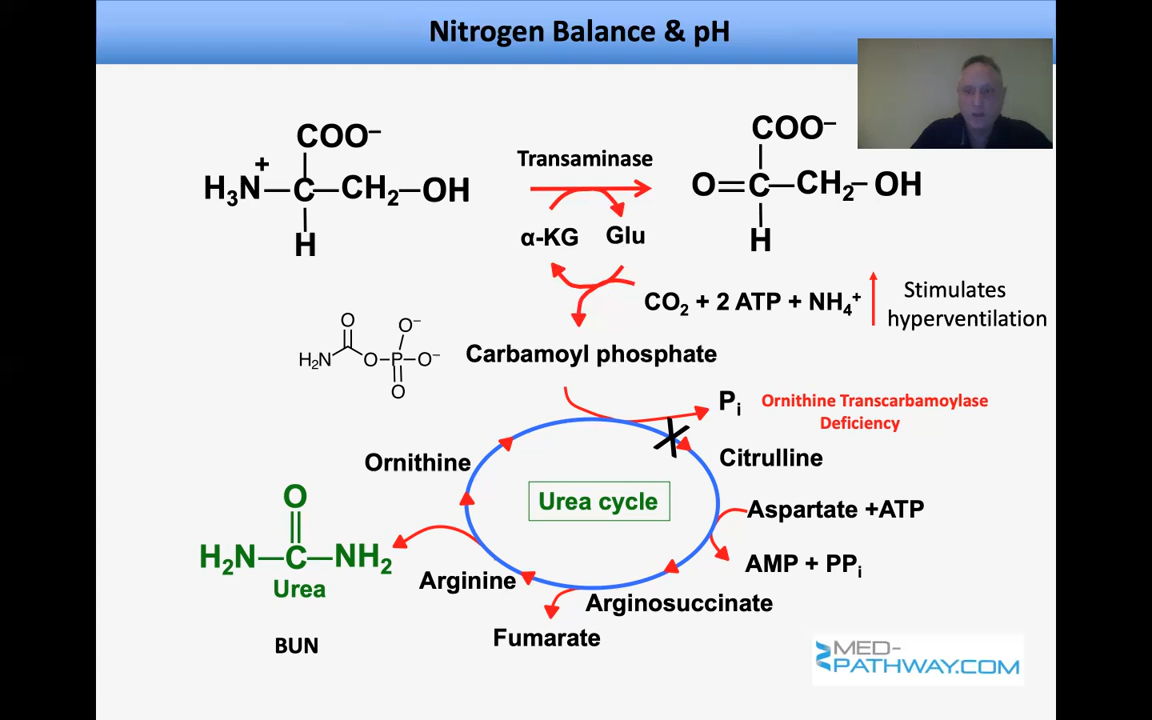 Nitrogen Balance & pH
COO–
+
H₃N—C—CH₂—OH
H
Transaminase
α-KG Glu
COO–
O=C—CH₂–OH
H
CO₂ + 2 ATP + NH₄⁺
Stimulates
hyperventilation
O
O–
H₂N
O–P–O–
O
Carbamoyl phosphate
Pi
Ornithine Transcarbamoylase
Deficiency
X
Ornithine
Citrulline
Urea cycle
Aspartate +ATP
AMP + PPi
Arginine
Arginosuccinate
Fumarate
O
H₂N—C—NH₂
Urea
BUN
MED-
PATHWAY.COM